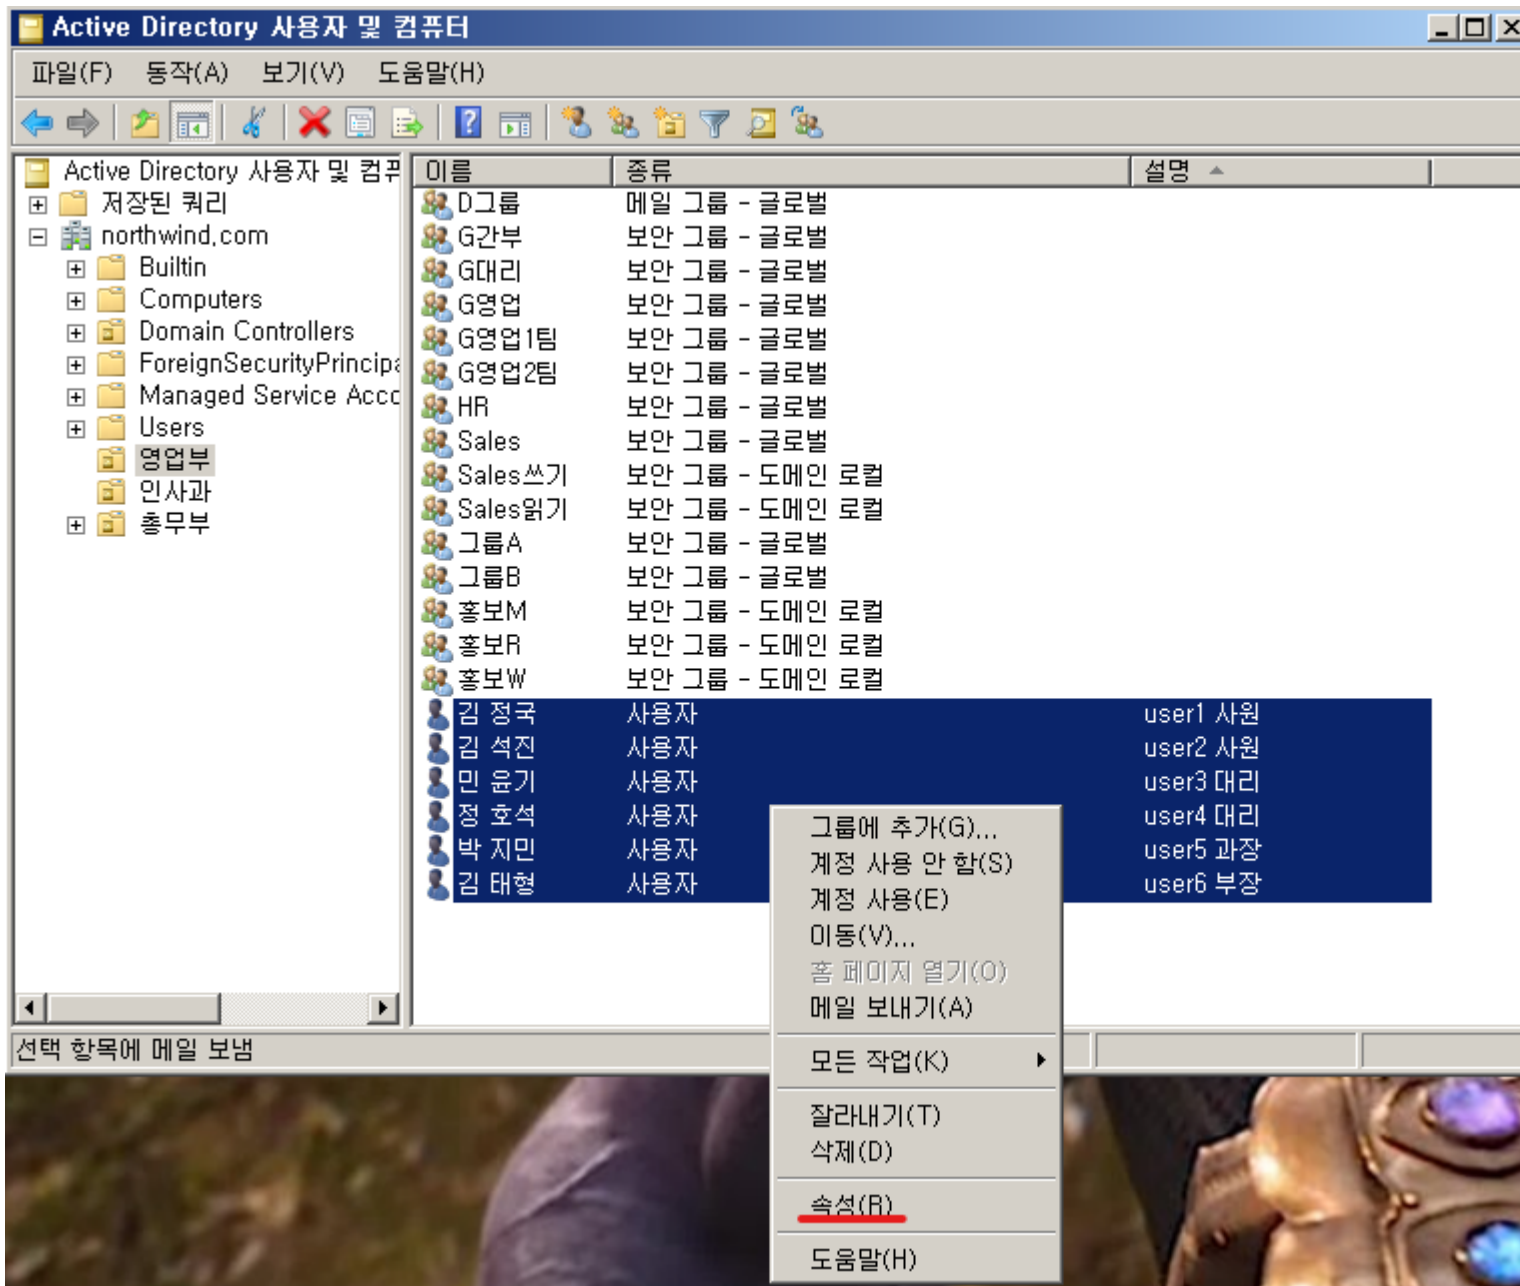 Active Directory 사용자 및 컴퓨터
파일(F) 동작(A) 보기(V) 도움말(H)
Active Directory 사용자 및 컴퓨
저장된 쿼리
northwind.com
Builtin
Computers
Domain Controllers
ForeignSecurityPrincipa
Managed Service Acco
Users
영업부
인사과
총무부
이름 종류 설명
D그룹 메일 그룹 - 글로벌
G간부 보안 그룹 - 글로벌
G대리 보안 그룹 - 글로벌
G영업 보안 그룹 - 글로벌
G영업1팀 보안 그룹 - 글로벌
G영업2팀 보안 그룹 - 글로벌
HR 보안 그룹 - 글로벌
Sales 보안 그룹 - 글로벌
Sales쓰기 보안 그룹 - 도메인 로컬
Sales읽기 보안 그룹 - 도메인 로컬
그룹A 보안 그룹 - 글로벌
그룹B 보안 그룹 - 글로벌
홍보M 보안 그룹 - 도메인 로컬
홍보R 보안 그룹 - 도메인 로컬
홍보W 보안 그룹 - 도메인 로컬
김 정국 사용자 user1 사원
김 석진 사용자 user2 사원
민 윤기 사용자 user3 대리
정 호석 사용자 user4 대리
박 지민 사용자 user5 과장
김 태형 사용자 user6 부장
그룹에 추가(G)...
계정 사용 안 함(S)
계정 사용(E)
이동(V)...
홈 페이지 열기(O)
메일 보내기(A)
모든 작업(K)
잘라내기(T)
삭제(D)
속성(R)
도움말(H)
선택 항목에 메일 보냄